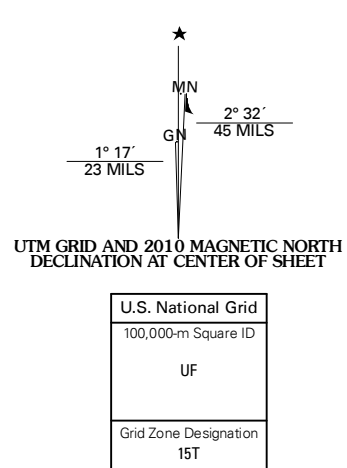 ★
MN
2° 32´
45 MILS
GN
1° 17´
23 MILS
UTM GRID AND 2010 MAGNETIC NORTH
DECLINATION AT CENTER OF SHEET
U.S. National Grid
100,000-m Square ID
UF
Grid Zone Designation
15T